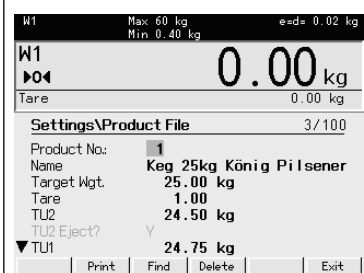 W1 Max 60 kg e=d= 0.02 kg
Min 0.40 kg
W1
▶0◀ 0.00 kg
Tare 0.00 kg
Settings\Product File 3/100
Product No.: 1
Name Keg 25kg König Pilsener
Target Wgt. 25.00 kg
Tare 1.00
TU2 24.50 kg
TU2 Eject? Y
▼TU1 24.75 kg
Print Find Delete Exit